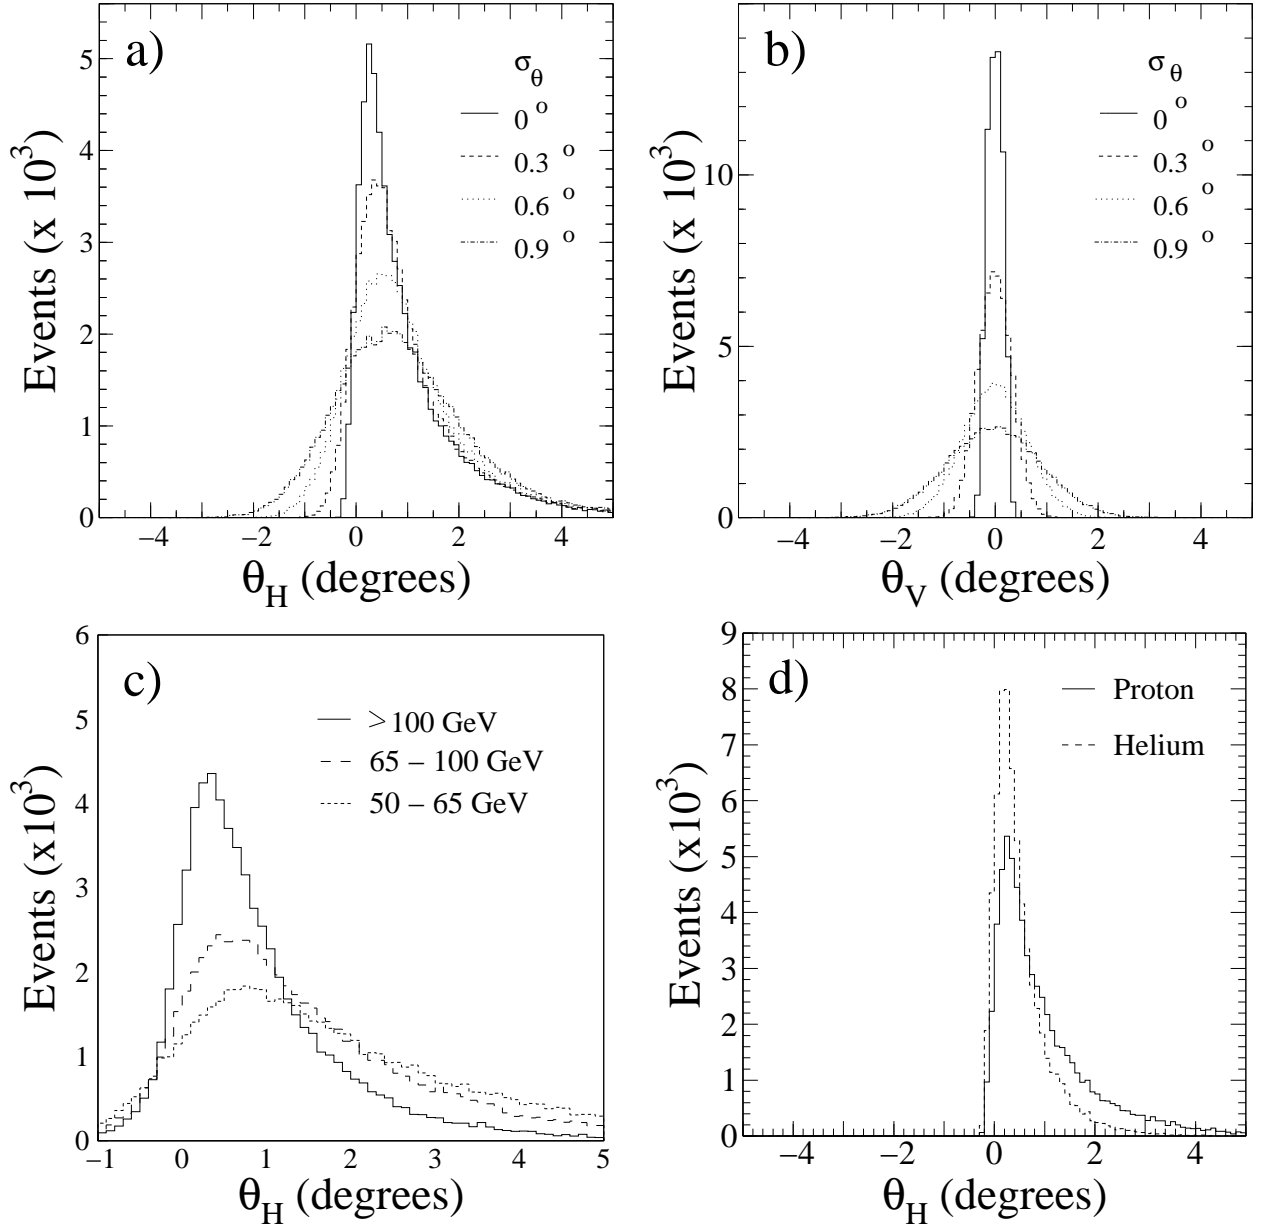 a)
σθ
0 o
0.3 o
0.6 o
0.9 o
5
4
3
2
1
0
Events (x 10³)
−4 −2 0 2 4
θH (degrees)
b)
σθ
0 o
0.3 o
0.6 o
0.9 o
10
5
0
Events (x 10³)
−4 −2 0 2 4
θV (degrees)
c)
>100 GeV
65 – 100 GeV
50 – 65 GeV
6
5
4
3
2
1
0
Events (x10³)
−1 0 1 2 3 4 5
θH (degrees)
d)
Proton
Helium
9
8
7
6
5
4
3
2
1
0
Events (x10³)
−4 −2 0 2 4
θH (degrees)